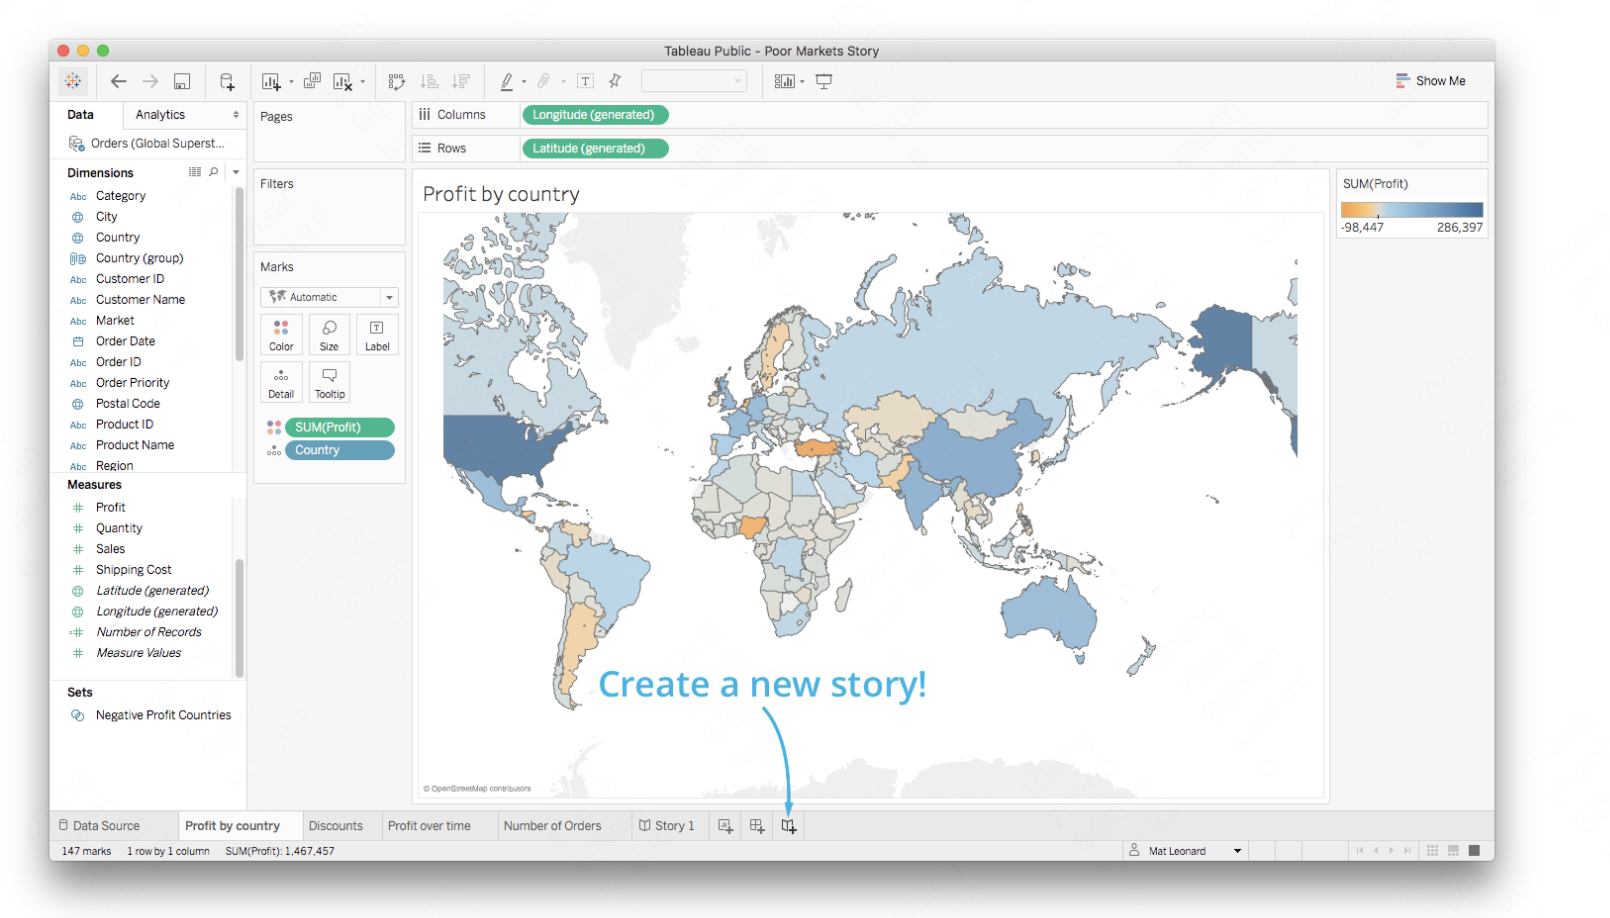 Tableau Public - Poor Markets Story
Show Me
Data
Analytics
Orders (Global Superst...
Dimensions
Abc Category
City
Country
Country (group)
Abc Customer ID
Abc Customer Name
Abc Market
Order Date
Abc Order ID
Abc Order Priority
Postal Code
Abc Product ID
Abc Product Name
Abc Region
Measures
Profit
Quantity
Sales
Shipping Cost
Latitude (generated)
Longitude (generated)
Number of Records
Measure Values
Sets
Negative Profit Countries
Pages
Filters
Marks
Automatic
Color
Size
Label
Detail
Tooltip
SUM(Profit)
Country
Columns
Longitude (generated)
Rows
Latitude (generated)
Profit by country
Create a new story!
© OpenStreetMap contributors
SUM(Profit)
-98,447
286,397
Data Source
Profit by country
Discounts
Profit over time
Number of Orders
Story 1
147 marks
1 row by 1 column
SUM(Profit): 1,467,457
Mat Leonard